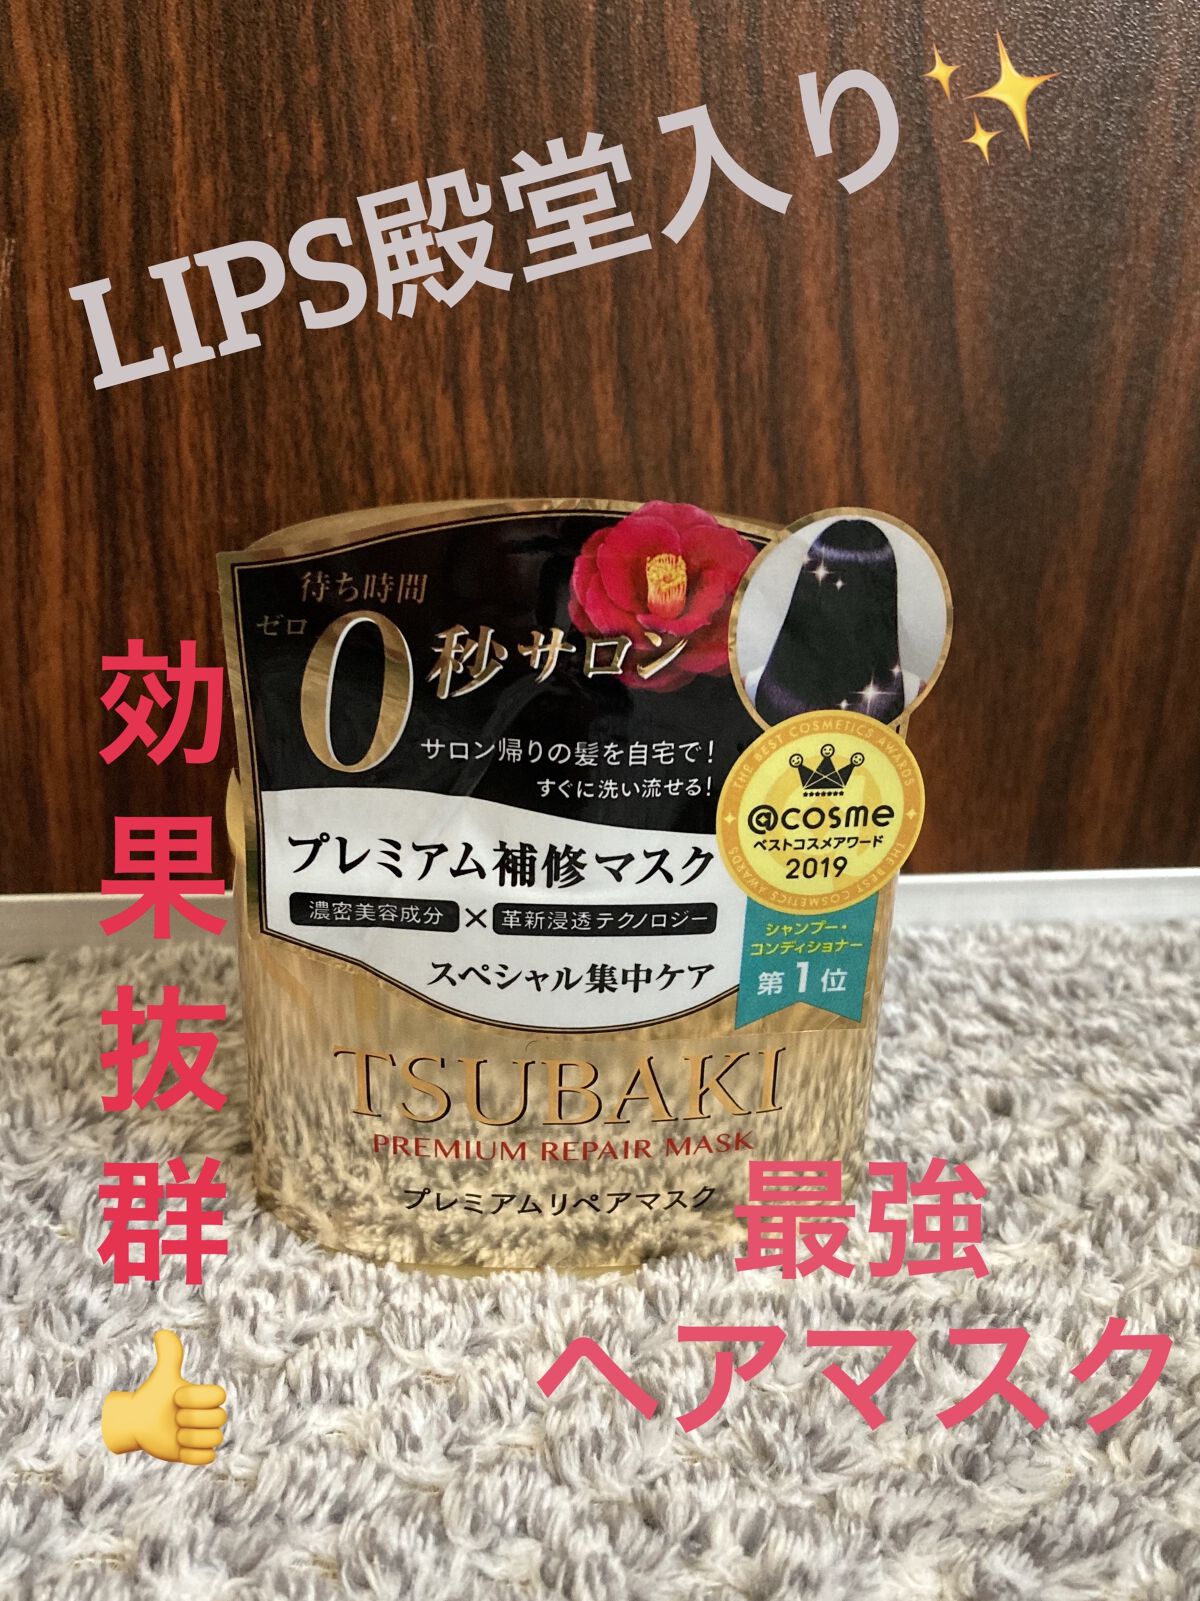 LIPS殿堂入り✨
効果抜群👍
待ち時間
ゼロ
0秒サロン
サロン帰りの髪を自宅で！
すぐに洗い流せる！
プレミアム補修マスク
濃密美容成分×革新浸透テクノロジー
スペシャル集中ケア
THE BEST COSMETICS AWARDS
@cosme
ベストコスメアワード
2019
THE BEST COSMETICS AWARDS
シャンプー・
コンディショナー
第1位
TSUBAKI
PREMIUM REPAIR MASK
プレミアムリペアマスク
最強
ヘアマスク